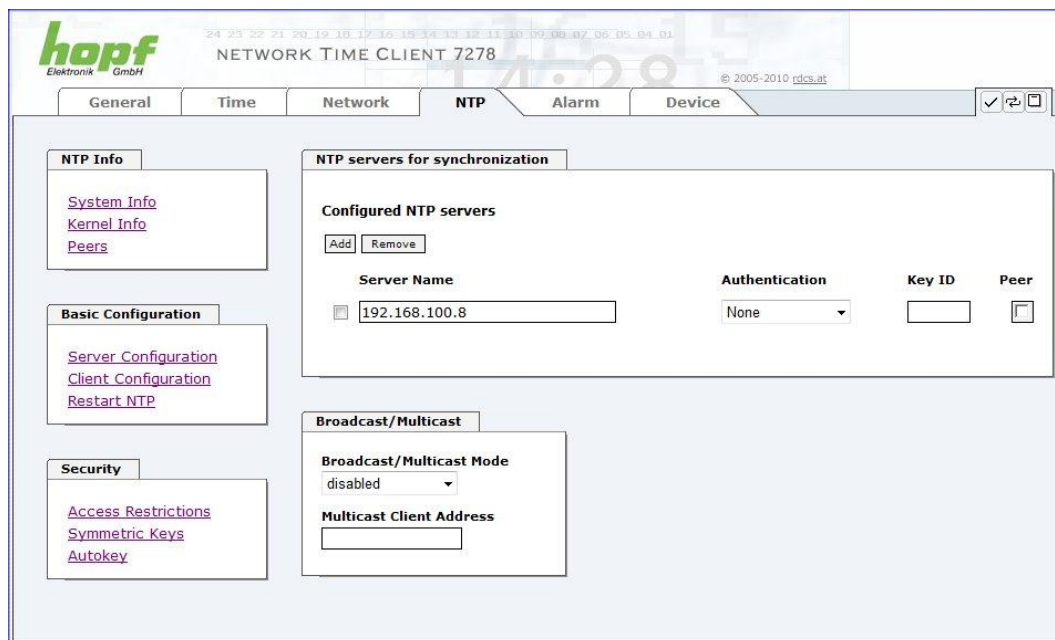 hopf
Elektronik GmbH
24 23 22 21 20 19 18 17 16 15 14 13 12 11 10 09 08 07 06 05 04 01
NETWORK TIME CLIENT 7278
14:28
© 2005-2010 rdcs.at
General Time Network NTP Alarm Device
NTP Info
System Info
Kernel Info
Peers
Basic Configuration
Server Configuration
Client Configuration
Restart NTP
Security
Access Restrictions
Symmetric Keys
Autokey
NTP servers for synchronization
Configured NTP servers
Add Remove
Server Name Authentication Key ID Peer
192.168.100.8 None
Broadcast/Multicast
Broadcast/Multicast Mode
disabled
Multicast Client Address